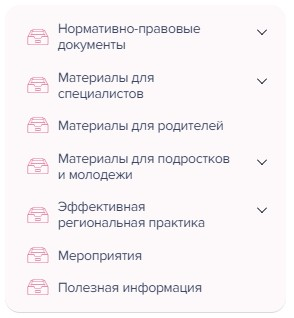 Нормативно-правовые
документы
Материалы для
специалистов
Материалы для родителей
Материалы для подростков
и молодежи
Эффективная
региональная практика
Мероприятия
Полезная информация